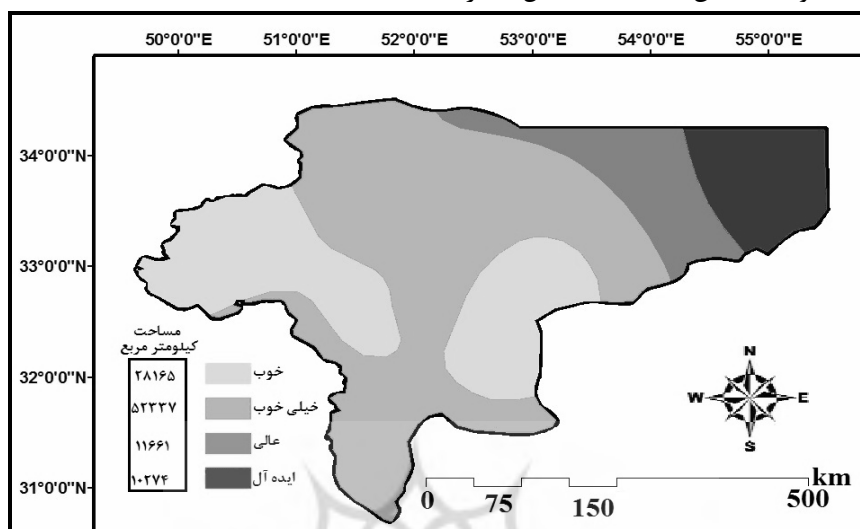 50°0'0"E 51°0'0"E 52°0'0"E 53°0'0"E 54°0'0"E 55°0'0"E
34°0'0"N
33°0'0"N
32°0'0"N
31°0'0"N
مساحت
کیلومتر مربع
۲۸۱۶۵ خوب
۵۲۳۳۷ خیلی خوب
۱۱۶۶۱ عالی
۱۰۲۷۴ ایده آل
N
W E
S
km
0 75 150 500